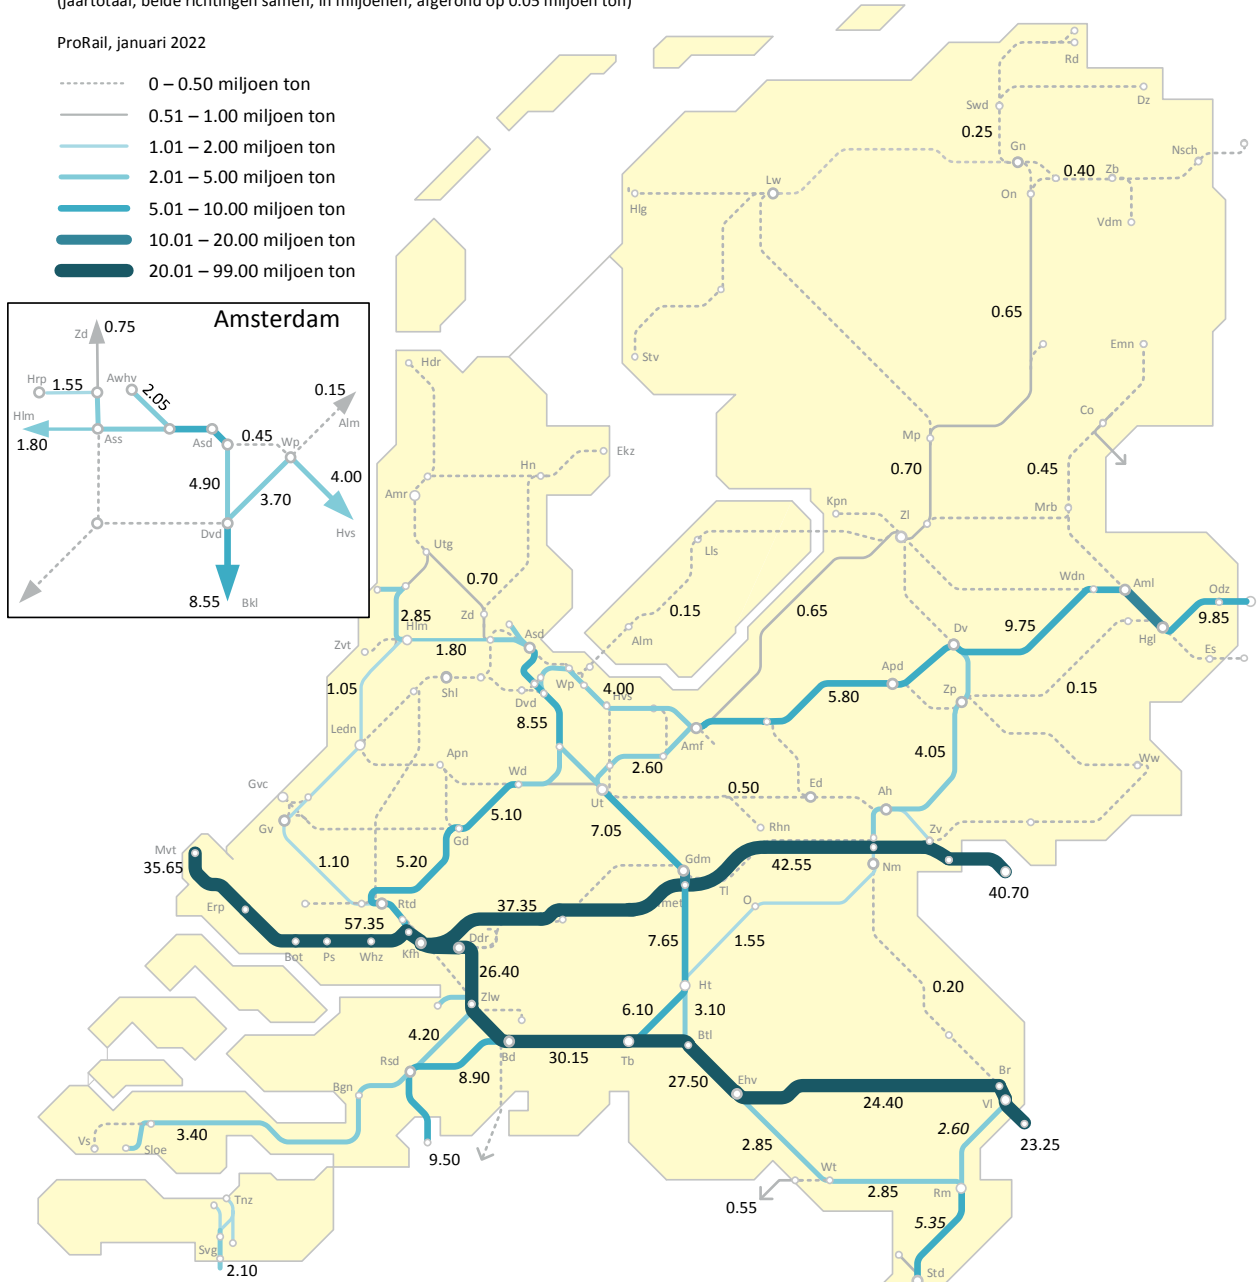 (jaartotaal, beide richtingen samen, in miljoenen, afgerond op 0.05 miljoen ton)
ProRail, januari 2022
0 – 0.50 miljoen ton
0.51 – 1.00 miljoen ton
1.01 – 2.00 miljoen ton
2.01 – 5.00 miljoen ton
5.01 – 10.00 miljoen ton
10.01 – 20.00 miljoen ton
20.01 – 99.00 miljoen ton
Amsterdam
Zd 0.75
Hrp 1.55 Awhv 2.05 0.15
Hlm Ass Asd 0.45 Wp Alm
1.80
4.90 3.70 4.00
Dvd Hvs
8.55 Bkl
Rd
Dz
Swd
0.25
Gn Nsch
0.40 Zb
Lw On
Hlg Vdm
0.65
Stv Emn
Hdr
Co
Mp
Ekz
Hn 0.70 0.45
Amr
Kpn Zl Mrb
Utg Lls
0.70 Wdn Aml Odz
0.15 0.65
2.85 Zd 9.85
Hlm Asd Alm Dv 9.75 Hgl
Zvt 1.80 Es
Wp 4.00 Apd
1.05 Shl Dvd Hvs 5.80 Zp 0.15
8.55
Ledn Amf 4.05
Apn 2.60 Ww
Gvc Wd Ed Ah
0.50
Ut
5.10 7.05 Rhn Zv
Gv Gd
Mvt
35.65 1.10 5.20 Gdm 42.55 Nm
Tl 40.70
Erp Rtd 37.35 met O
57.35
Bot Ps Whz Kfh Ddr 7.65 1.55
26.40
Ht 0.20
Zlw 6.10 3.10
4.20
Rsd Bd 30.15 Tb Btl
8.90 27.50 Ehv Br
Bgn 24.40 Vl
3.40 2.60
Vs Sloe 2.85 23.25
9.50
Wt
2.85 Rm
Tnz 0.55
5.35
Svg
2.10 Std